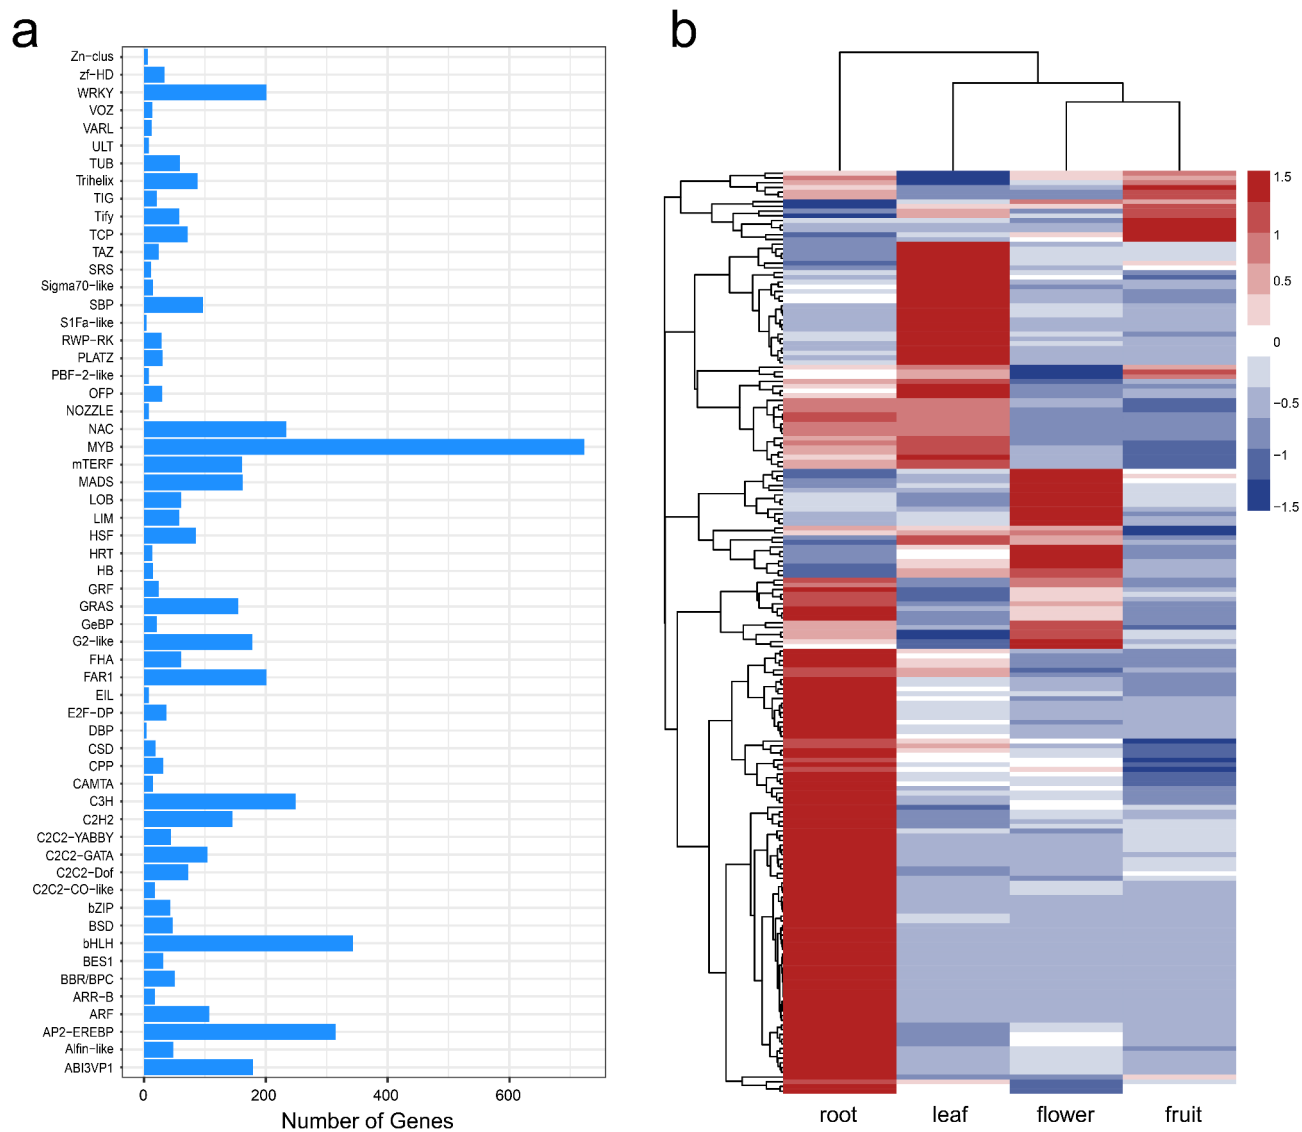 a
Zn-clus
zf-HD
WRKY
VOZ
VARL
ULT
TUB
Trihelix
TIG
Tify
TCP
TAZ
SRS
Sigma70-like
SBP
S1Fa-like
RWP-RK
PLATZ
PBF-2-like
OFP
NOZZLE
NAC
MYB
mTERF
MADS
LOB
LIM
HSF
HRT
HB
GRF
GRAS
GeBP
G2-like
FHA
FAR1
EIL
E2F-DP
DBP
CSD
CPP
CAMTA
C3H
C2H2
C2C2-YABBY
C2C2-GATA
C2C2-Dof
C2C2-CO-like
bZIP
BSD
bHLH
BES1
BBR/BPC
ARR-B
ARF
AP2-EREBP
Alfin-like
ABI3VP1
0 200 400 600
Number of Genes
b
1.5
1
0.5
0
-0.5
-1
-1.5
root leaf flower fruit